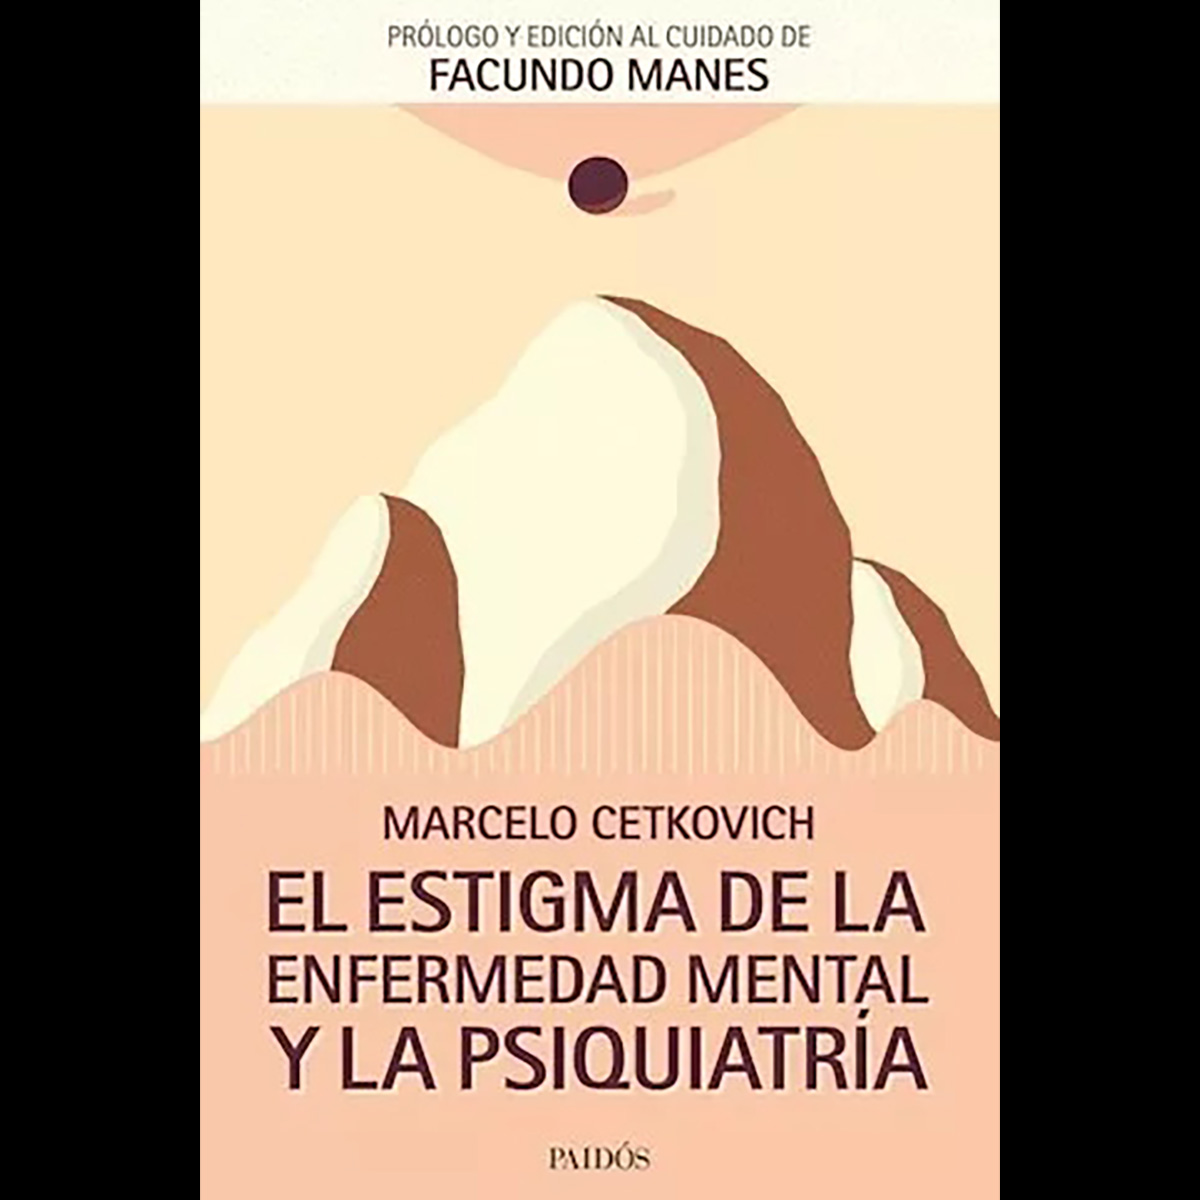 PRÓLOGO Y EDICIÓN AL CUIDADO DE
FACUNDO MANES
MARCELO CETKOVICH
EL ESTIGMA DE LA
ENFERMEDAD MENTAL
Y LA PSIQUIATRÍA
PAIDÓS